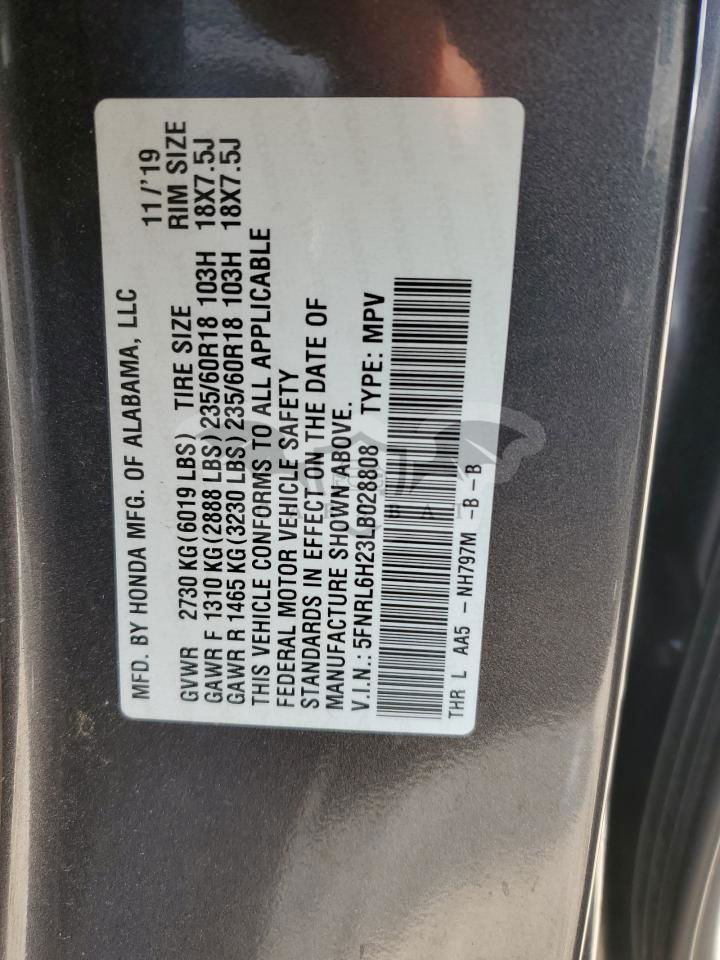 MFD. BY HONDA MFG. OF ALABAMA, LLC 11/'19
GVWR 2730 KG(6019 LBS) TIRE SIZE RIM SIZE
GAWR F 1310 KG(2888 LBS)235/60R18 103H 18X7.5J
GAWR R 1465 KG(3230 LBS)235/60R18 103H 18X7.5J
THIS VEHICLE CONFORMS TO ALL APPLICABLE
FEDERAL MOTOR VEHICLE SAFETY
STANDARDS IN EFFECT ON THE DATE OF
MANUFACTURE SHOWN ABOVE.
V.I.N.: 5FNRL6H23LB028808 TYPE: MPV
THR L AA5 - NH797M -B - B